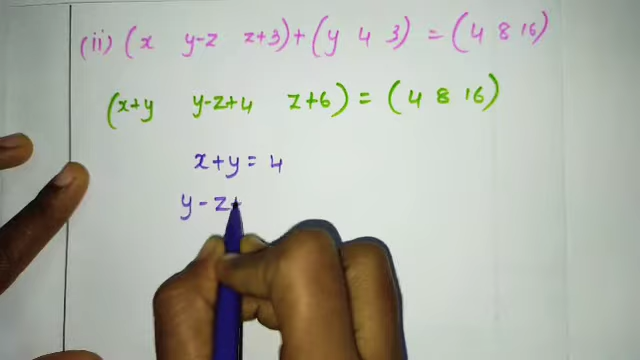 (ii) (x y-z z+3) + (y 4 3) = (4 8 16)
(x+y y-z+4 z+6) = (4 8 16)
x+y = 4
y-z+